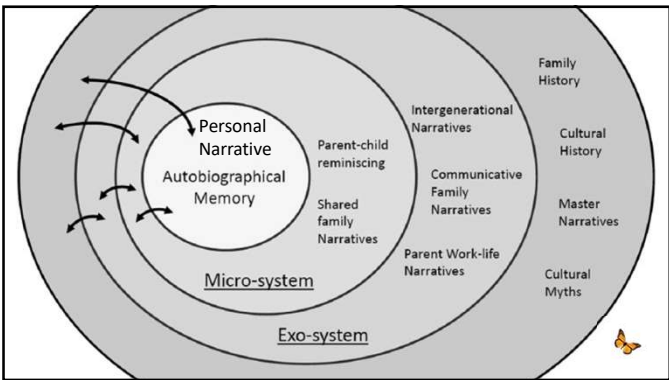 Personal
Narrative
Autobiographical
Memory
Parent-child
reminiscing
Shared
family
Narratives
Micro-system
Intergenerational
Narratives
Communicative
Family
Narratives
Parent Work-life
Narratives
Exo-system
Family
History
Cultural
History
Master
Narratives
Cultural
Myths